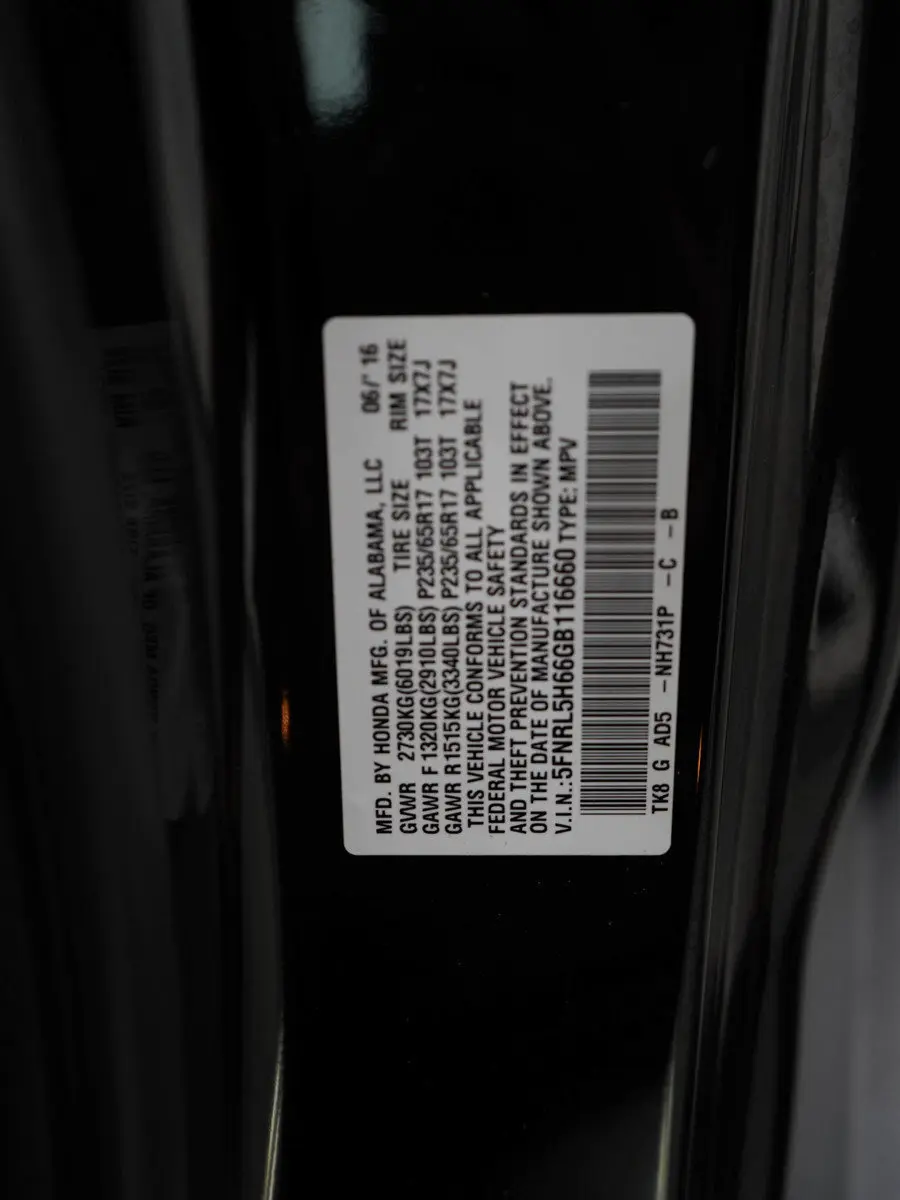 MFD. BY HONDA MFG. OF ALABAMA, LLC 06/'16
GVWR 2730KG(6019LBS) TIRE SIZE RIM SIZE
GAWR F 1320KG(2910LBS) P235/65R17 103T 17X7J
GAWR R 1515KG(3340LBS) P235/65R17 103T 17X7J
THIS VEHICLE CONFORMS TO ALL APPLICABLE
FEDERAL MOTOR VEHICLE SAFETY
AND THEFT PREVENTION STANDARDS IN EFFECT
ON THE DATE OF MANUFACTURE SHOWN ABOVE.
V.I.N.:5FNRL5H66GB116660 TYPE: MPV
TK8 G AD5 -NH731P -C -B